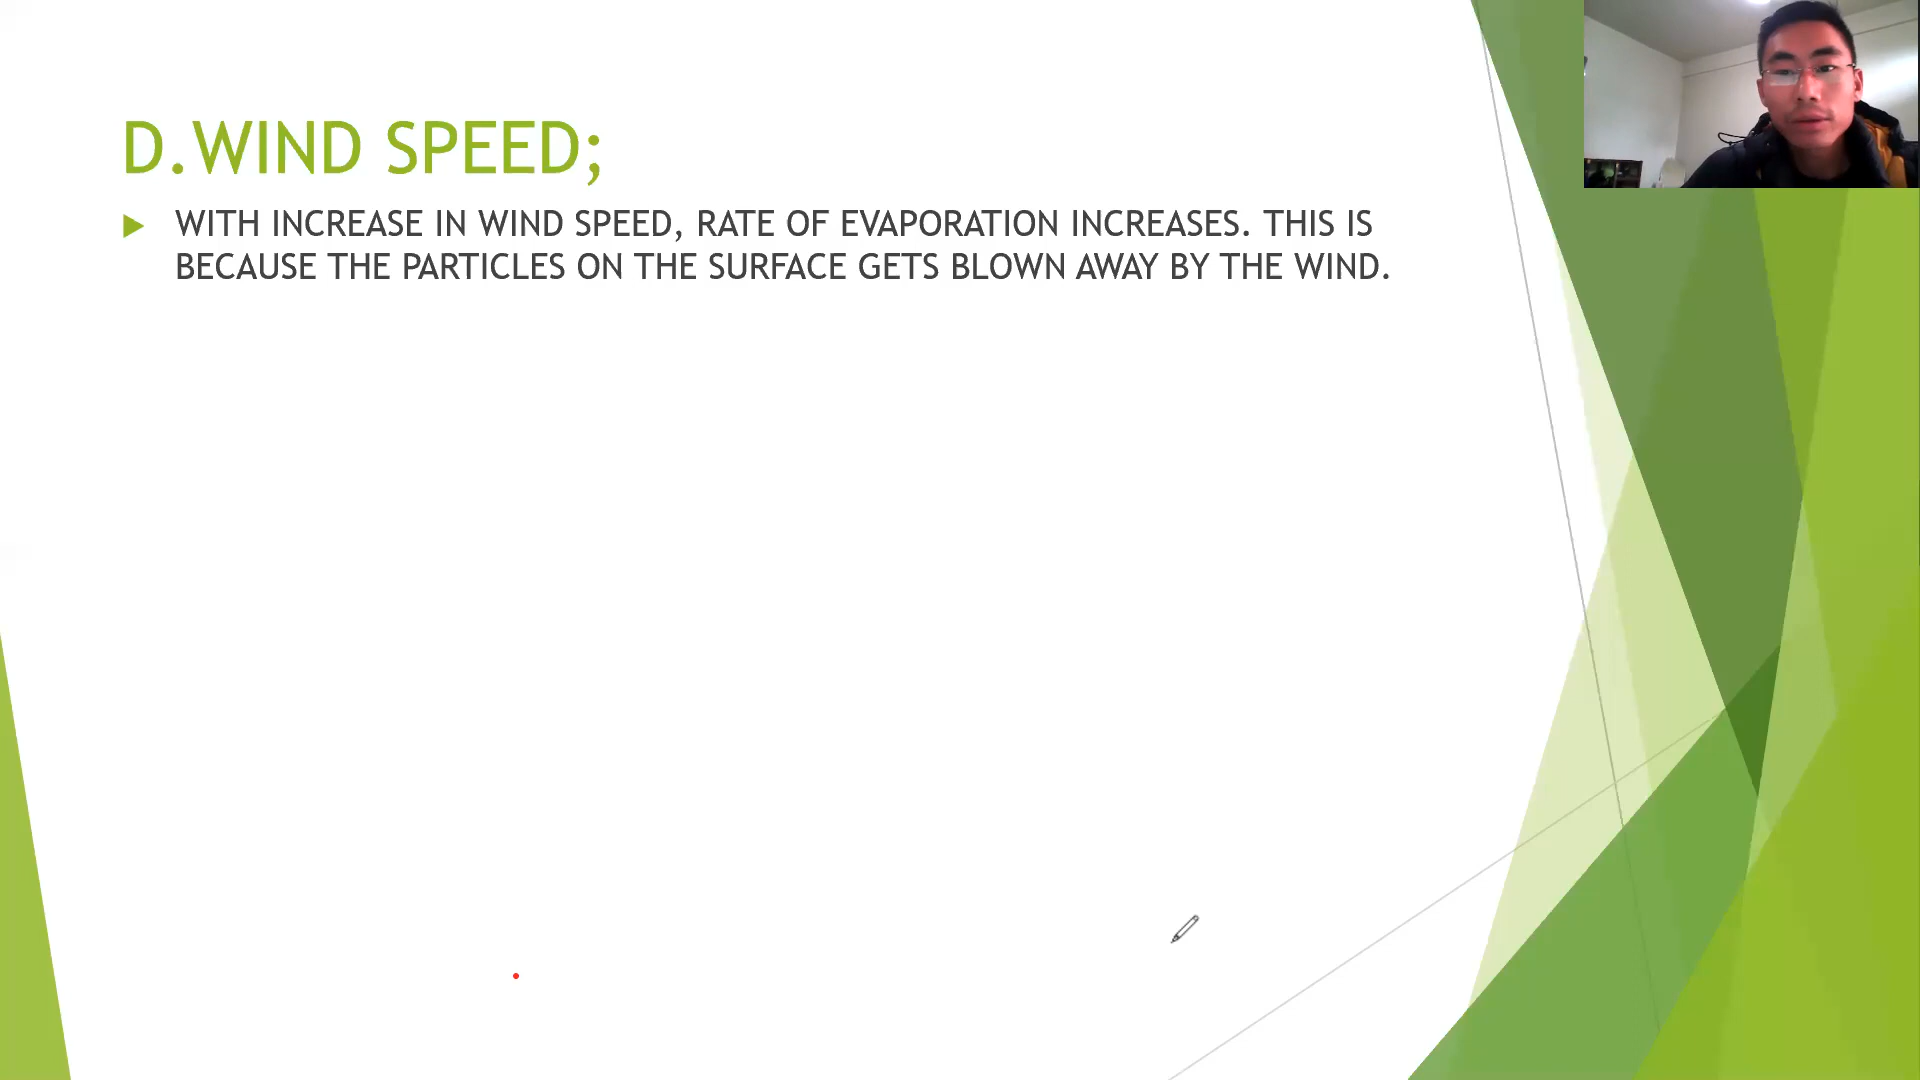 D.WIND SPEED;
WITH INCREASE IN WIND SPEED, RATE OF EVAPORATION INCREASES. THIS IS
BECAUSE THE PARTICLES ON THE SURFACE GETS BLOWN AWAY BY THE WIND.